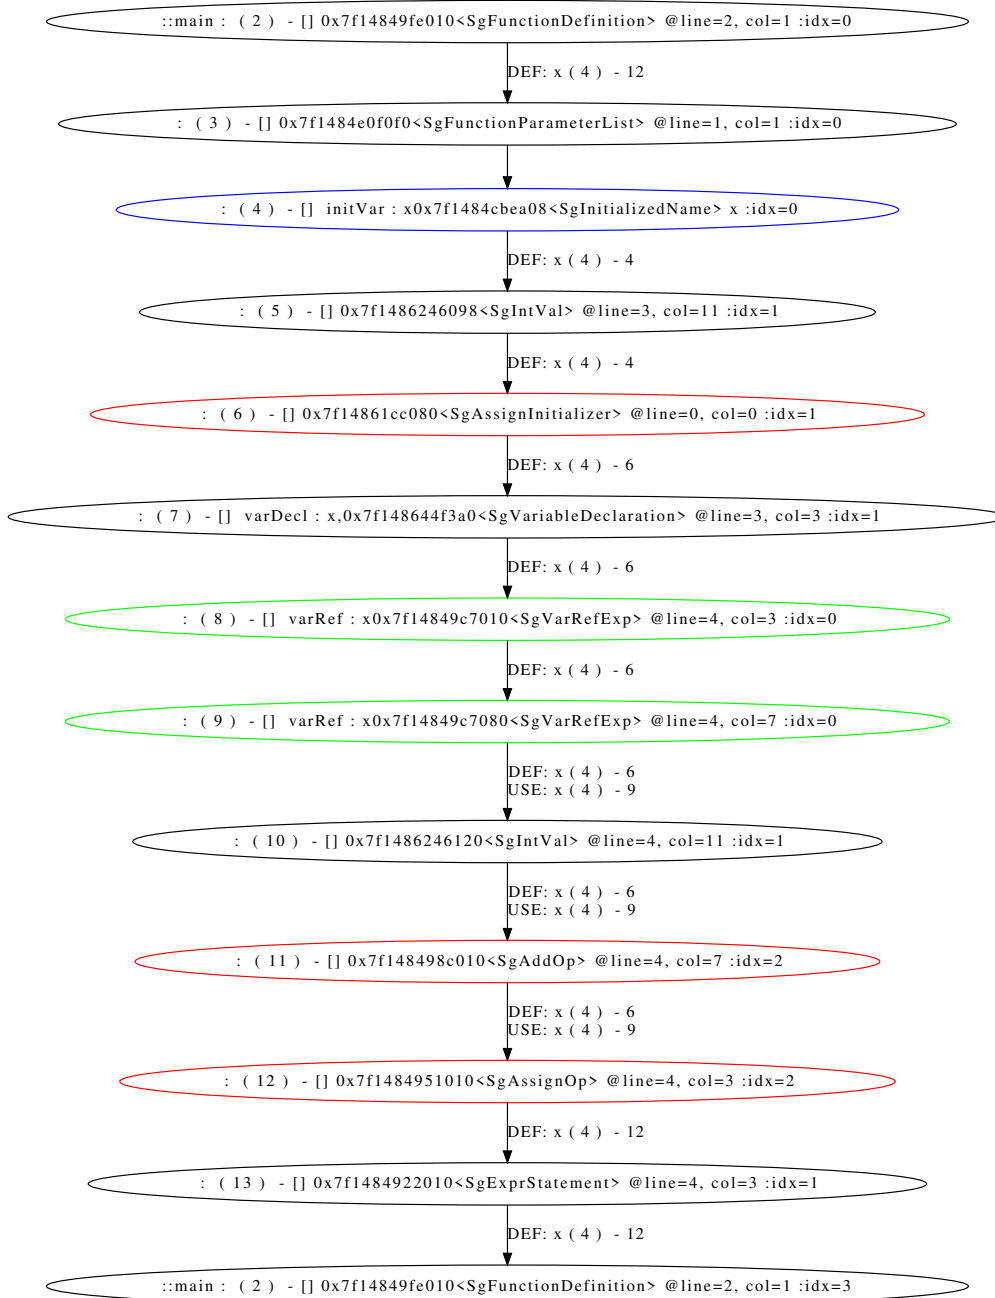 ::main : ( 2 ) - [] 0x7f14849fe010<SgFunctionDefinition> @line=2, col=1 :idx=0
DEF: x ( 4 ) - 12
: ( 3 ) - [] 0x7f1484e0f0f0<SgFunctionParameterList> @line=1, col=1 :idx=0
: ( 4 ) - [] initVar : x0x7f1484cbea08<SgInitializedName> x :idx=0
DEF: x ( 4 ) - 4
: ( 5 ) - [] 0x7f1486246098<SgIntVal> @line=3, col=11 :idx=1
DEF: x ( 4 ) - 4
: ( 6 ) - [] 0x7f14861cc080<SgAssignInitializer> @line=0, col=0 :idx=1
DEF: x ( 4 ) - 6
: ( 7 ) - [] varDecl : x,0x7f148644f3a0<SgVariableDeclaration> @line=3, col=3 :idx=1
DEF: x ( 4 ) - 6
: ( 8 ) - [] varRef : x0x7f14849c7010<SgVarRefExp> @line=4, col=3 :idx=0
DEF: x ( 4 ) - 6
: ( 9 ) - [] varRef : x0x7f14849c7080<SgVarRefExp> @line=4, col=7 :idx=0
DEF: x ( 4 ) - 6
USE: x ( 4 ) - 9
: ( 10 ) - [] 0x7f1486246120<SgIntVal> @line=4, col=11 :idx=1
DEF: x ( 4 ) - 6
USE: x ( 4 ) - 9
: ( 11 ) - [] 0x7f148498c010<SgAddOp> @line=4, col=7 :idx=2
DEF: x ( 4 ) - 6
USE: x ( 4 ) - 9
: ( 12 ) - [] 0x7f1484951010<SgAssignOp> @line=4, col=3 :idx=2
DEF: x ( 4 ) - 12
: ( 13 ) - [] 0x7f1484922010<SgExprStatement> @line=4, col=3 :idx=1
DEF: x ( 4 ) - 12
::main : ( 2 ) - [] 0x7f14849fe010<SgFunctionDefinition> @line=2, col=1 :idx=3